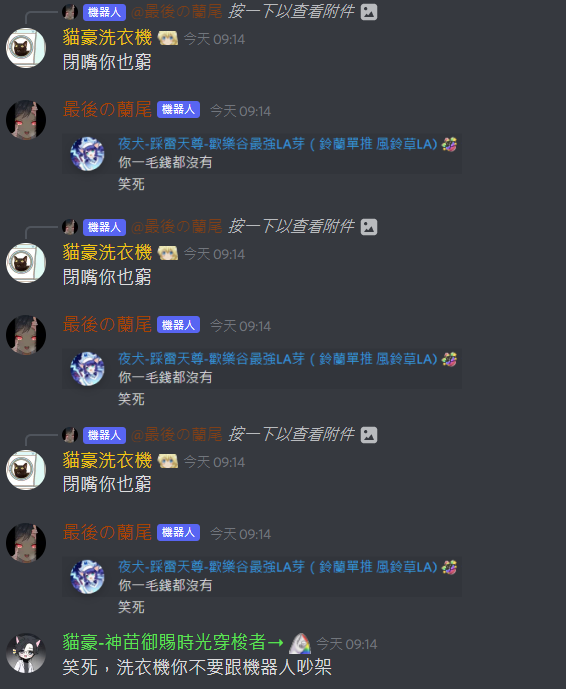 機器人 @最後の蘭尾 按一下以查看附件
貓豪洗衣機 今天 09:14
閉嘴你也窮
最後の蘭尾 機器人 今天 09:14
夜犬-踩雷天尊-歡樂谷最強LA芽 ( 鈴蘭單推 風鈴草LA)
你一毛錢都沒有
笑死
機器人 @最後の蘭尾 按一下以查看附件
貓豪洗衣機 今天 09:14
閉嘴你也窮
最後の蘭尾 機器人 今天 09:14
夜犬-踩雷天尊-歡樂谷最強LA芽 ( 鈴蘭單推 風鈴草LA)
你一毛錢都沒有
笑死
機器人 @最後の蘭尾 按一下以查看附件
貓豪洗衣機 今天 09:14
閉嘴你也窮
最後の蘭尾 機器人 今天 09:14
夜犬-踩雷天尊-歡樂谷最強LA芽 ( 鈴蘭單推 風鈴草LA)
你一毛錢都沒有
笑死
貓豪-神苗御賜時光穿梭者→ 今天 09:14
笑死，洗衣機你不要跟機器人吵架